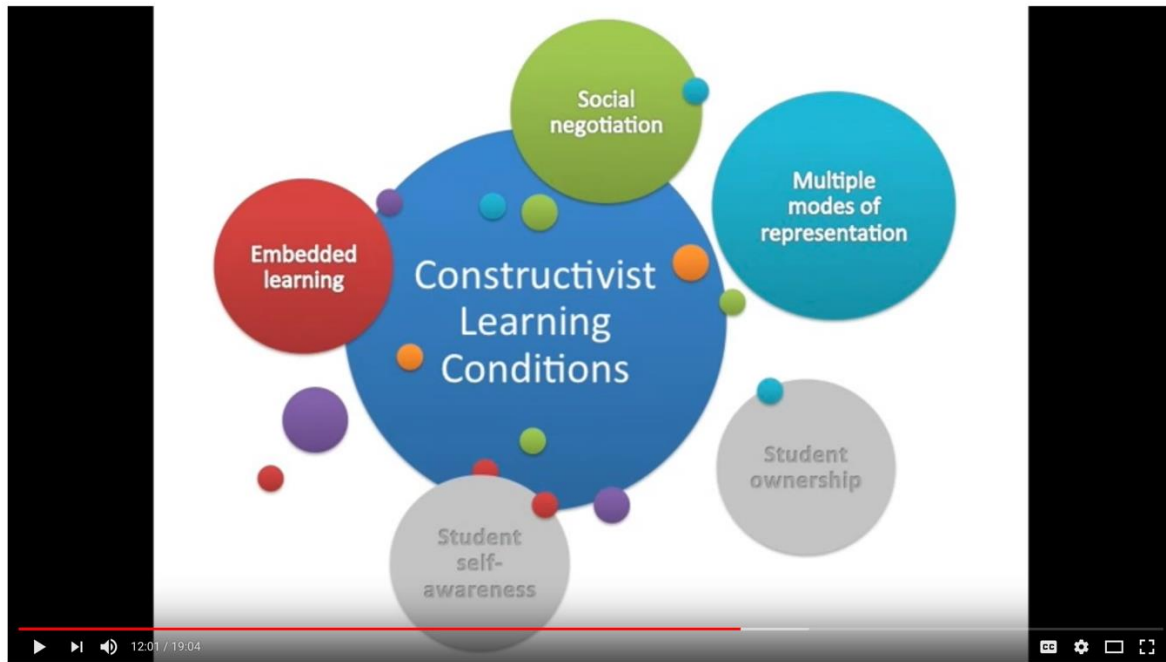 Social
negotiation
Multiple
modes of
representation
Embedded
learning
Constructivist
Learning
Conditions
Student
ownership
Student
self-
awareness
12:01 / 19:04
CC